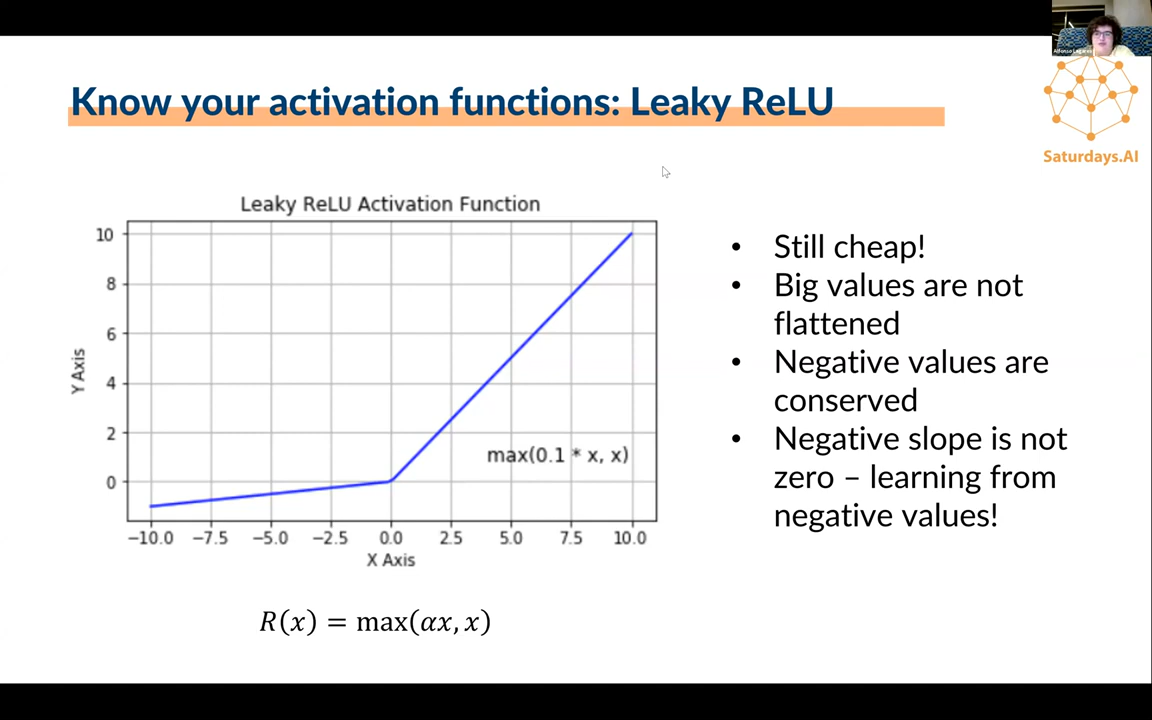 Know your activation functions: Leaky ReLU
Saturdays.AI
Leaky ReLU Activation Function
Y Axis
10
8
6
4
2
0
max(0.1 * x, x)
−10.0 −7.5 −5.0 −2.5 0.0 2.5 5.0 7.5 10.0
X Axis
R(x) = max(αx, x)
• Still cheap!
• Big values are not
flattened
• Negative values are
conserved
• Negative slope is not
zero – learning from
negative values!